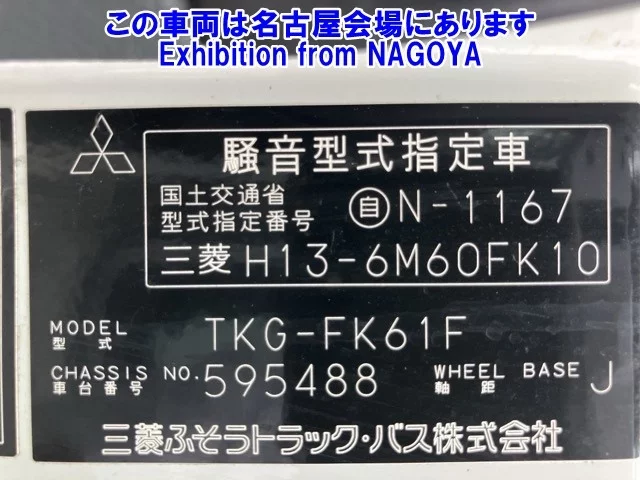 この車両は名古屋会場にあります
Exhibition from NAGOYA
騒音型式指定車
国土交通省
型式指定番号 自 N-1167
三菱 H13-6M60FK10
MODEL TKG-FK61F
型式
CHASSIS NO. 595488 WHEEL BASE J
車台番号 軸距
三菱ふそうトラック・バス株式会社